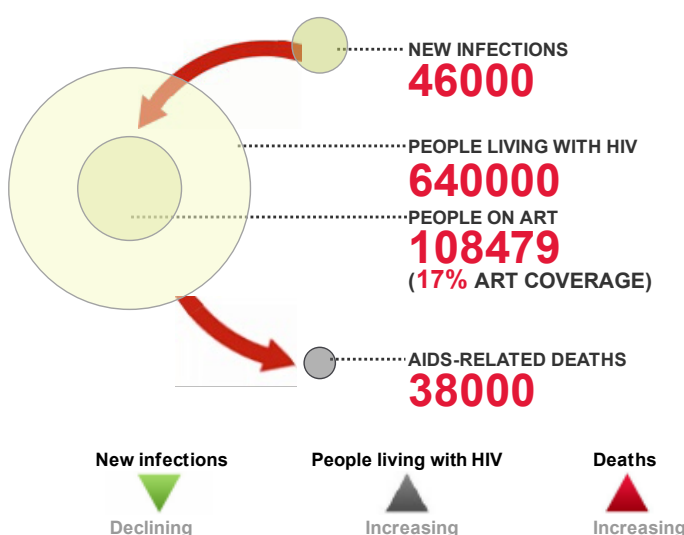 NEW INFECTIONS
46000
PEOPLE LIVING WITH HIV
640000
PEOPLE ON ART
108479
(17% ART COVERAGE)
AIDS-RELATED DEATHS
38000
New infections People living with HIV Deaths
Declining Increasing Increasing